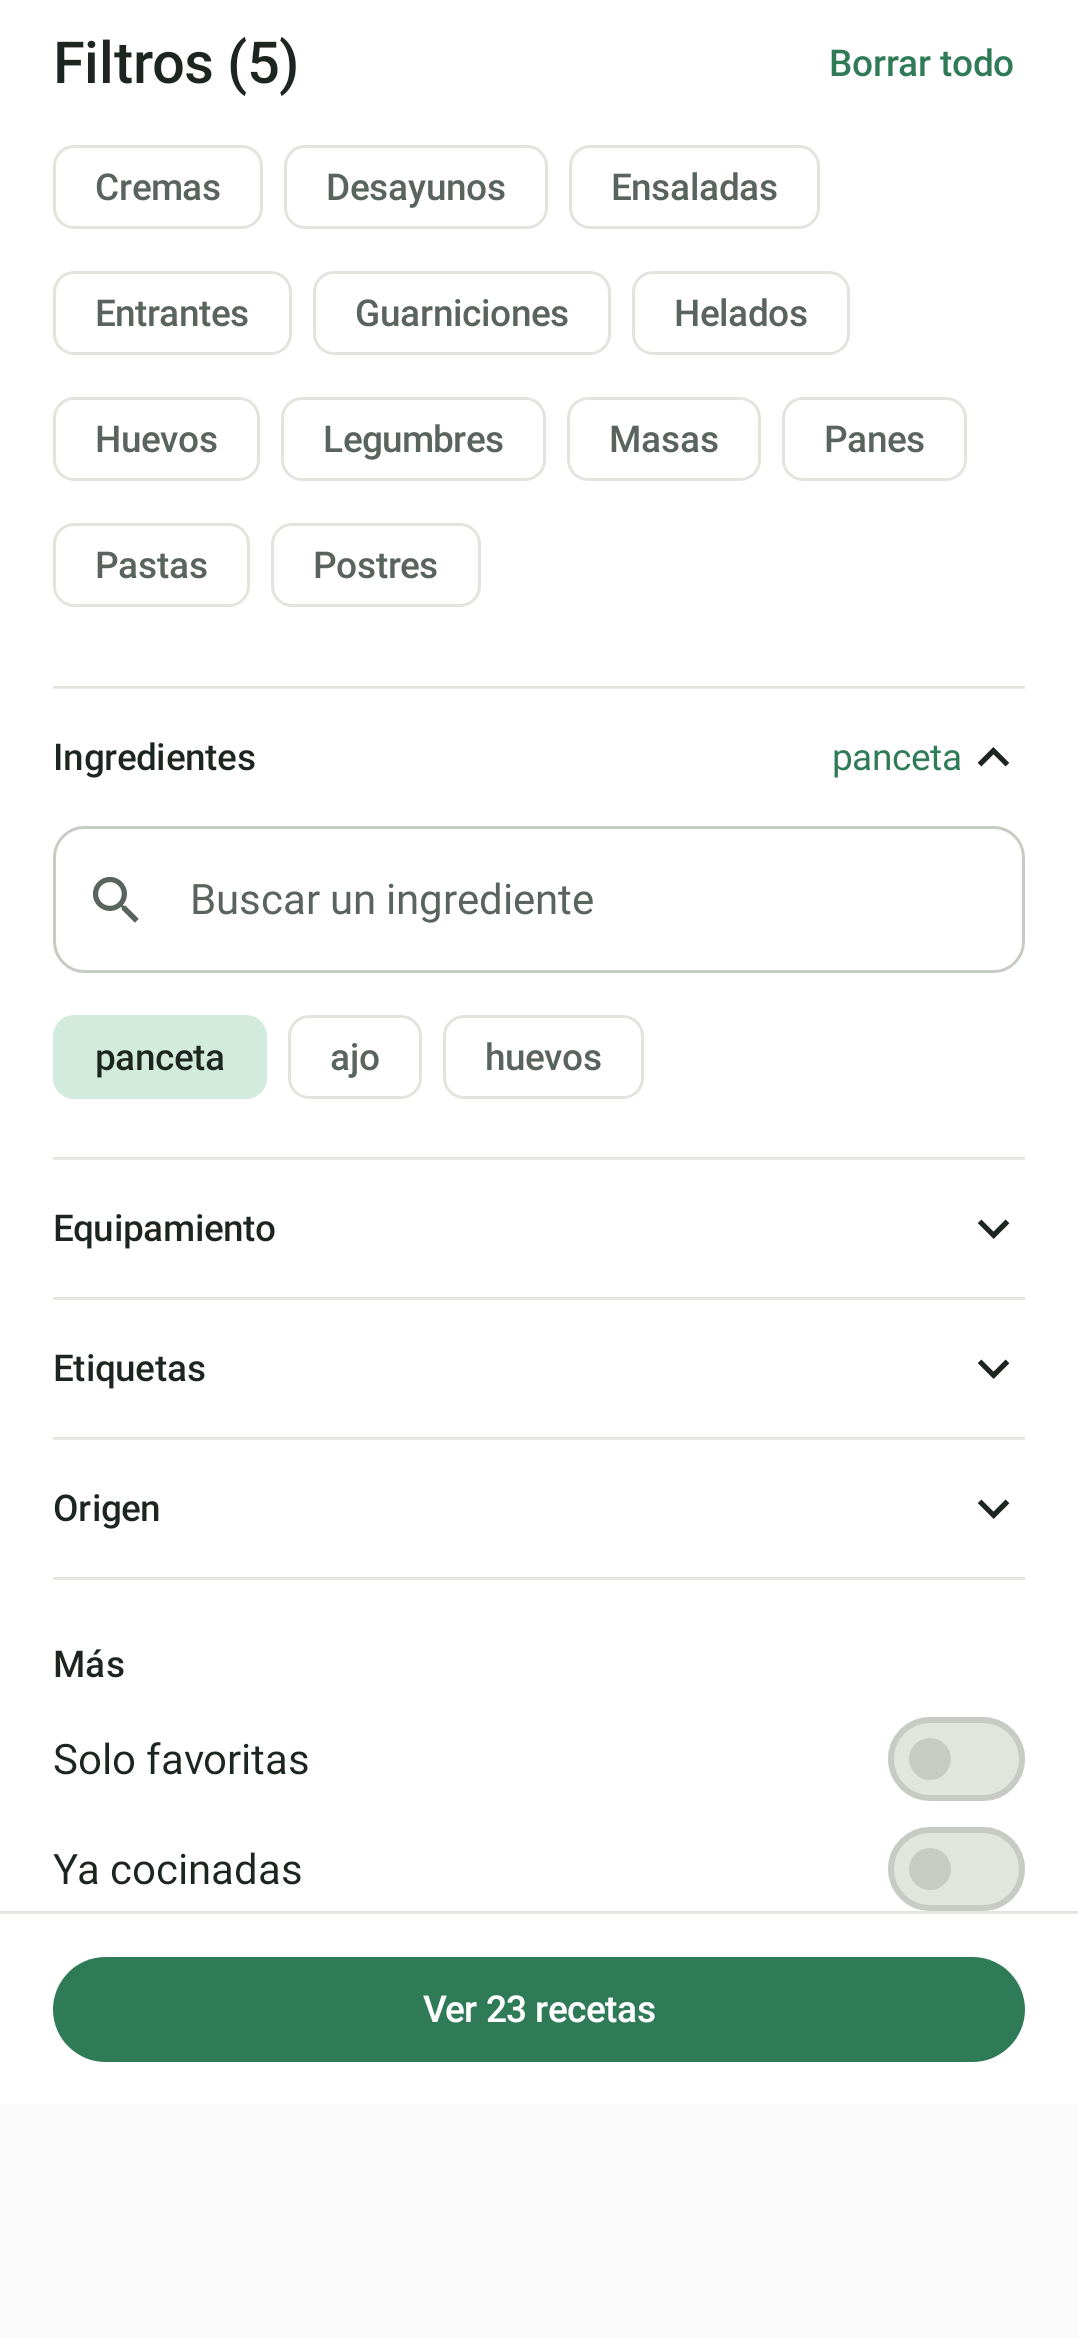 Filtros (5)
Borrar todo
Cremas
Desayunos
Ensaladas
Entrantes
Guarniciones
Helados
Huevos
Legumbres
Masas
Panes
Pastas
Postres
Ingredientes
panceta
Buscar un ingrediente
panceta
ajo
huevos
Equipamiento
Etiquetas
Origen
Más
Solo favoritas
Ya cocinadas
Ver 23 recetas